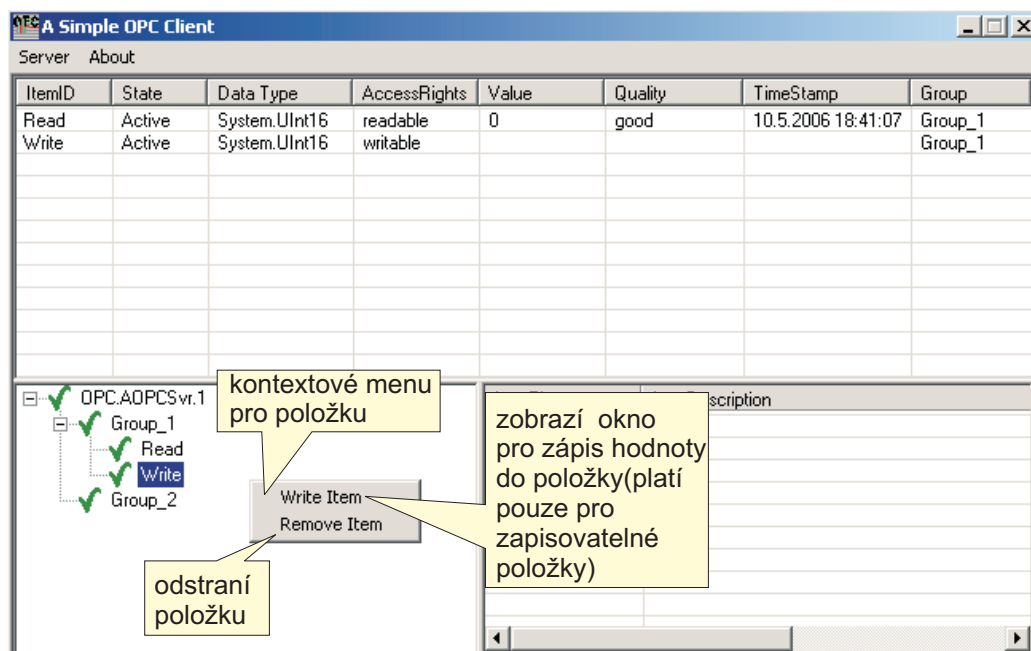 OPC A Simple OPC Client
Server About
ItemID State Data Type AccessRights Value Quality TimeStamp Group
Read Active System.UInt16 readable 0 good 10.5.2006 18:41:07 Group_1
Write Active System.UInt16 writable Group_1
OPC.AOPCSvr.1
Group_1
Read
Write
Group_2
kontextové menu
pro položku
Write Item
Remove Item
odstraní
položku
scription
zobrazí okno
pro zápis hodnoty
do položky(platí
pouze pro
zapisovatelné
položky)